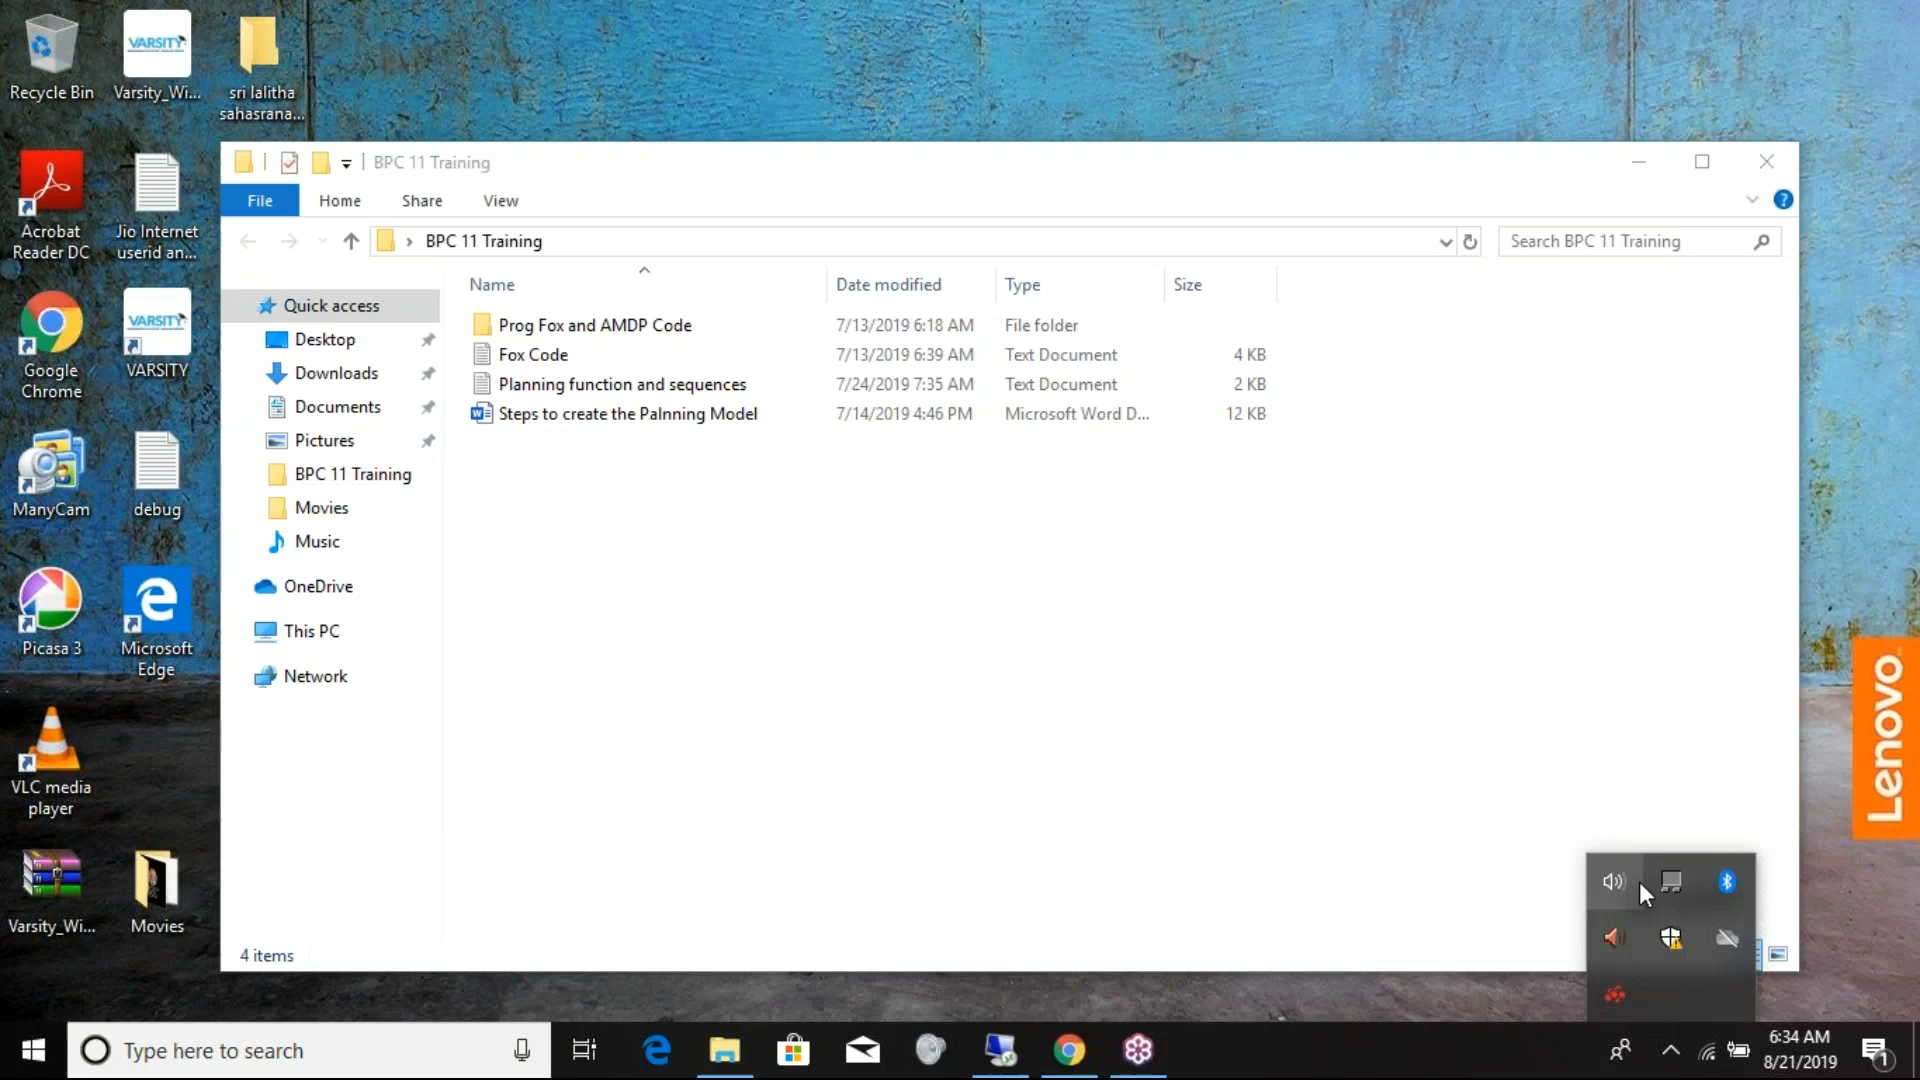 Recycle Bin
VARSITY
Varsity_Wi...
sri lalitha
sahasrana...
Acrobat
Reader DC
Jio Internet
userid an...
Google
Chrome
VARSITY
VARSITY
ManyCam
debug
Picasa 3
Microsoft
Edge
VLC media
player
Varsity_Wi...
Movies
BPC 11 Training
File Home Share View
BPC 11 Training
Search BPC 11 Training
Name Date modified Type Size
Quick access
Desktop
Downloads
Documents
Pictures
BPC 11 Training
Movies
Music
OneDrive
This PC
Network
Prog Fox and AMDP Code 7/13/2019 6:18 AM File folder
Fox Code 7/13/2019 6:39 AM Text Document 4 KB
Planning function and sequences 7/24/2019 7:35 AM Text Document 2 KB
Steps to create the Palnning Model 7/14/2019 4:46 PM Microsoft Word D... 12 KB
4 items
Lenovo
Type here to search
6:34 AM
8/21/2019
1